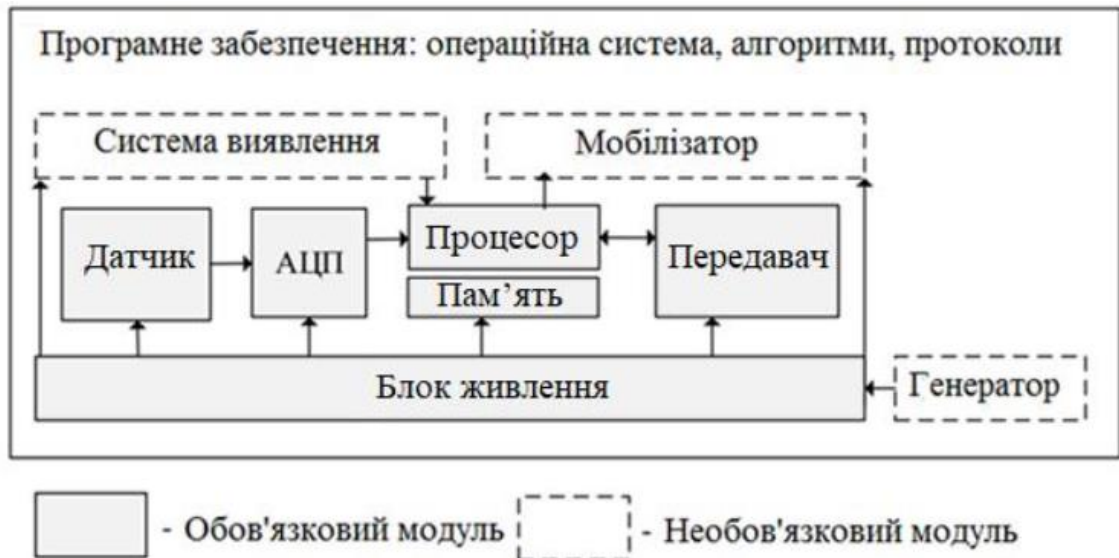 Програмне забезпечення: операційна система, алгоритми, протоколи
Система виявлення
Мобілізатор
Датчик
АЦП
Процесор
Пам’ять
Передавач
Блок живлення
Генератор
- Обов'язковий модуль
- Необов'язковий модуль